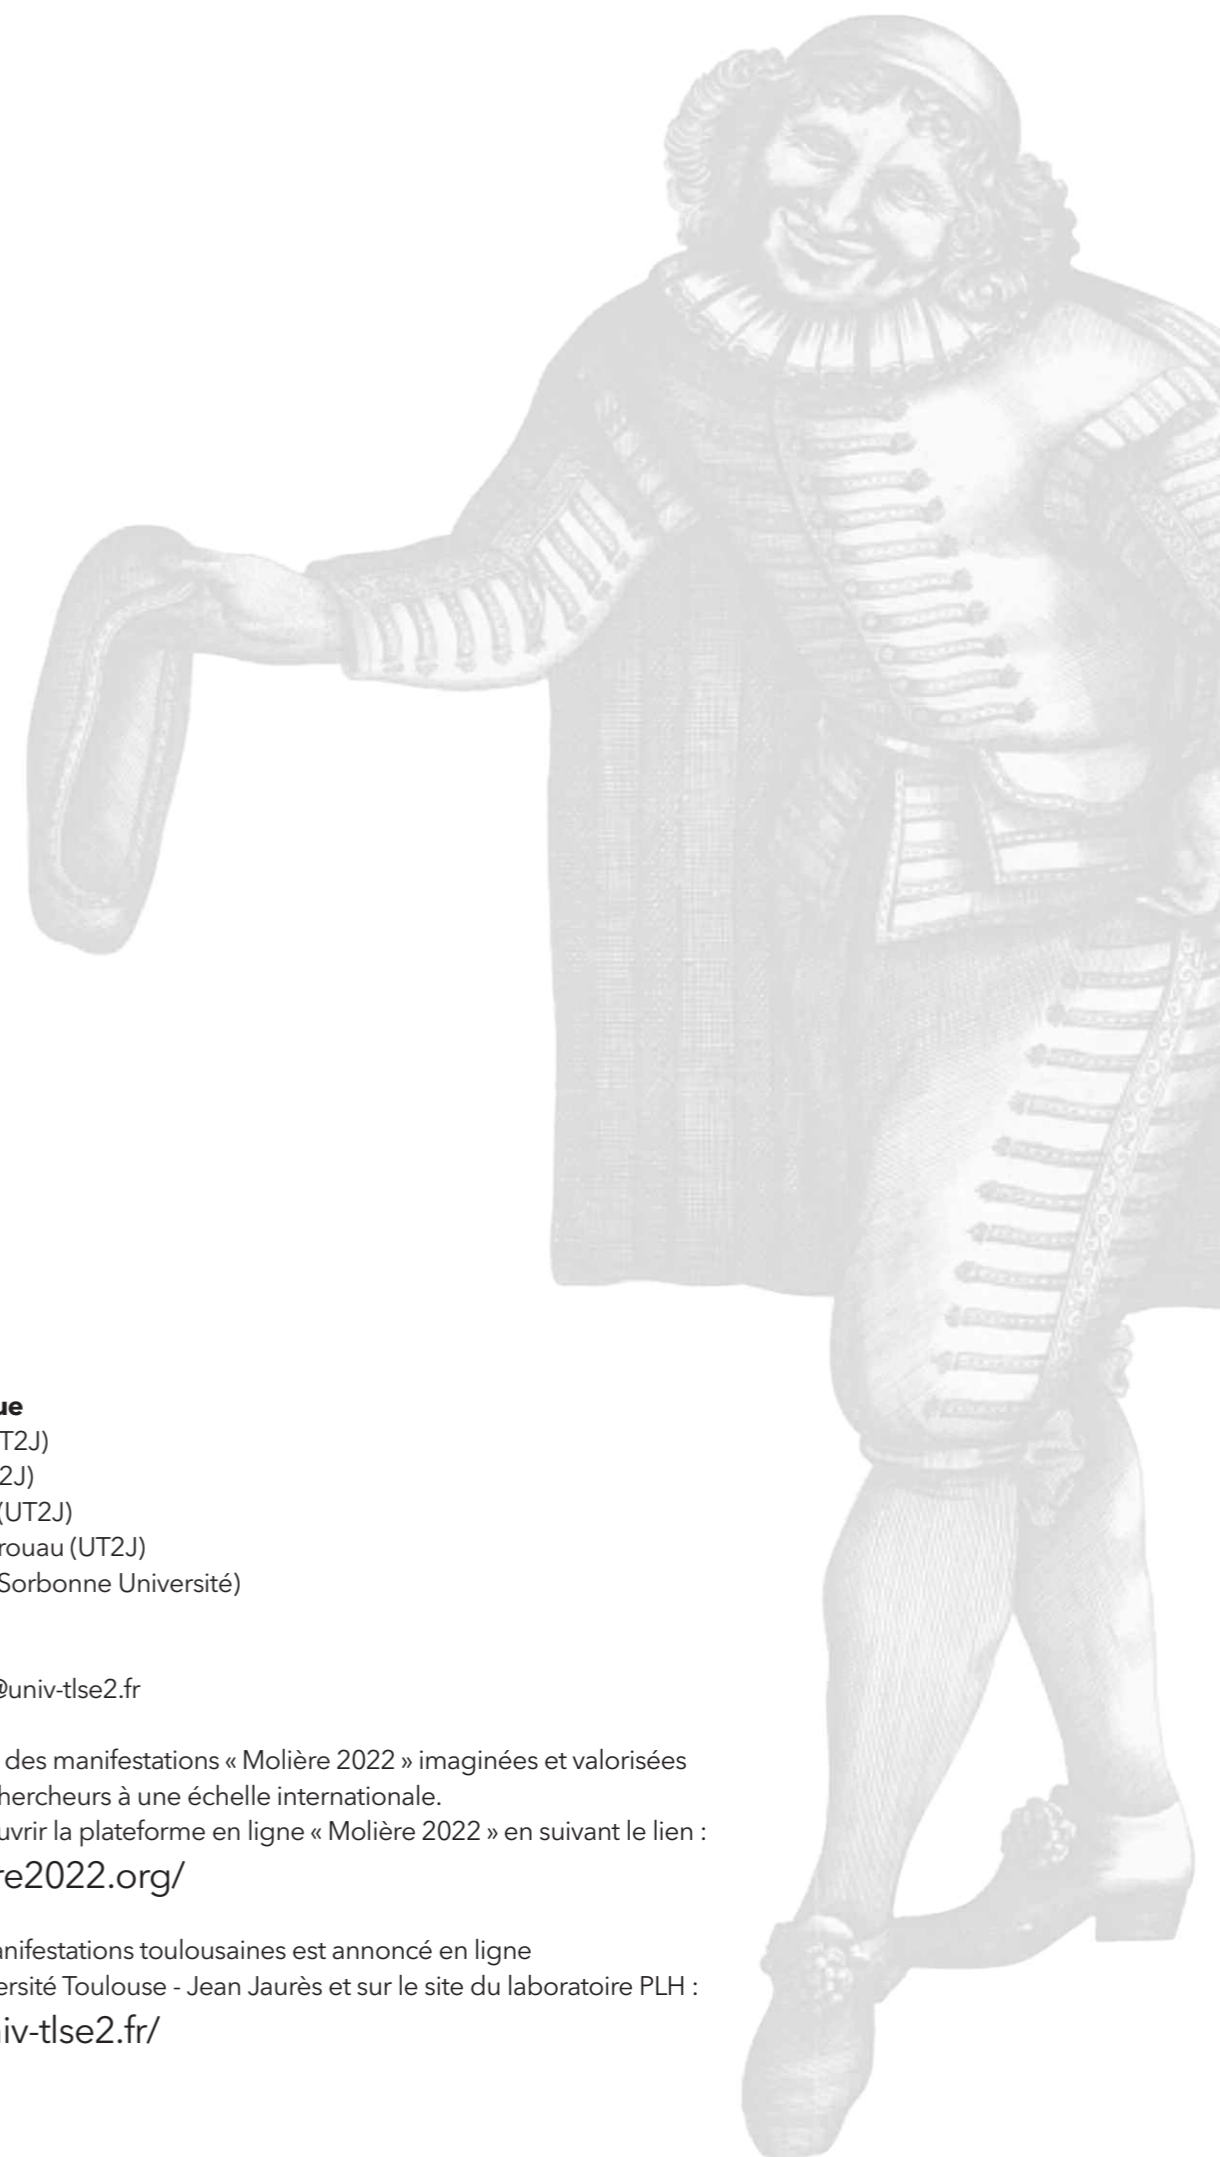 ue
T2J)
2J)
(UT2J)
rouau (UT2J)
Sorbonne Université)
@univ-tlse2.fr
des manifestations « Molière 2022 » imaginées et valorisées
hercheurs à une échelle internationale.
uvrir la plateforme en ligne « Molière 2022 » en suivant le lien :
re2022.org/
anifestations toulousaines est annoncé en ligne
ersité Toulouse - Jean Jaurès et sur le site du laboratoire PLH :
iv-tlse2.fr/